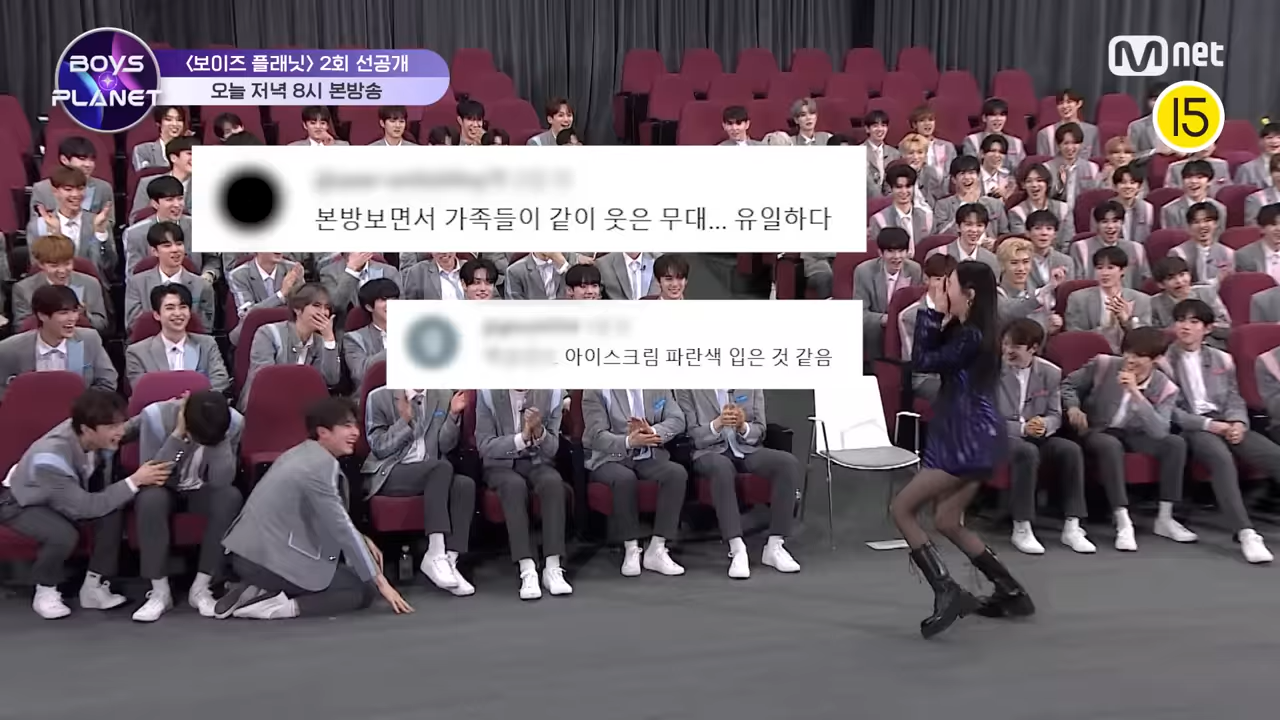 BOYS
PLANET
〈보이즈 플래닛〉 2회 선공개
오늘 저녁 8시 본방송
Mnet
15
본방보면서 가족들이 같이 웃은 무대... 유일하다
아이스크림 파란색 입은 것 같음